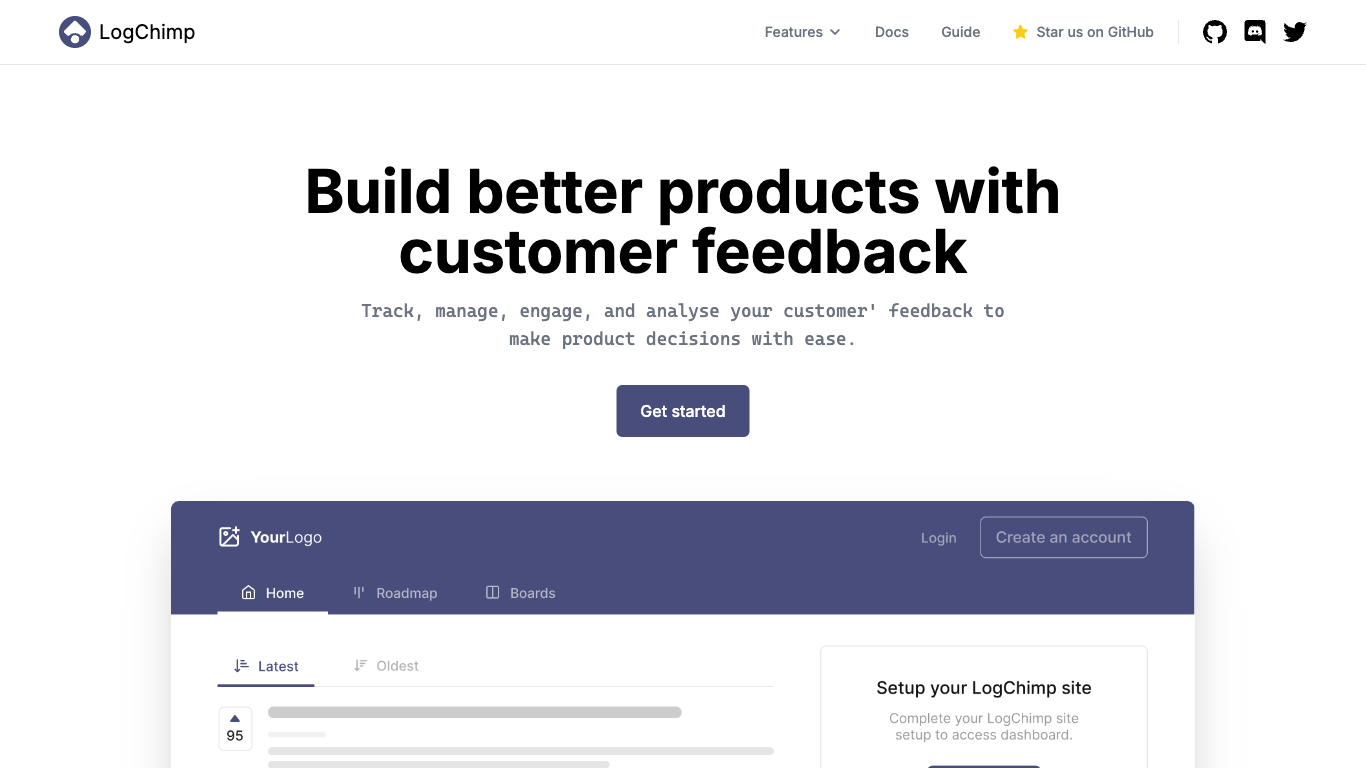 LogChimp
Features
Docs
Guide
Star us on GitHub
Build better products with
customer feedback
Track, manage, engage, and analyse your customer' feedback to
make product decisions with ease.
Get started
YourLogo
Login
Create an account
Home
Roadmap
Boards
Latest
Oldest
95
Setup your LogChimp site
Complete your LogChimp site
setup to access dashboard.